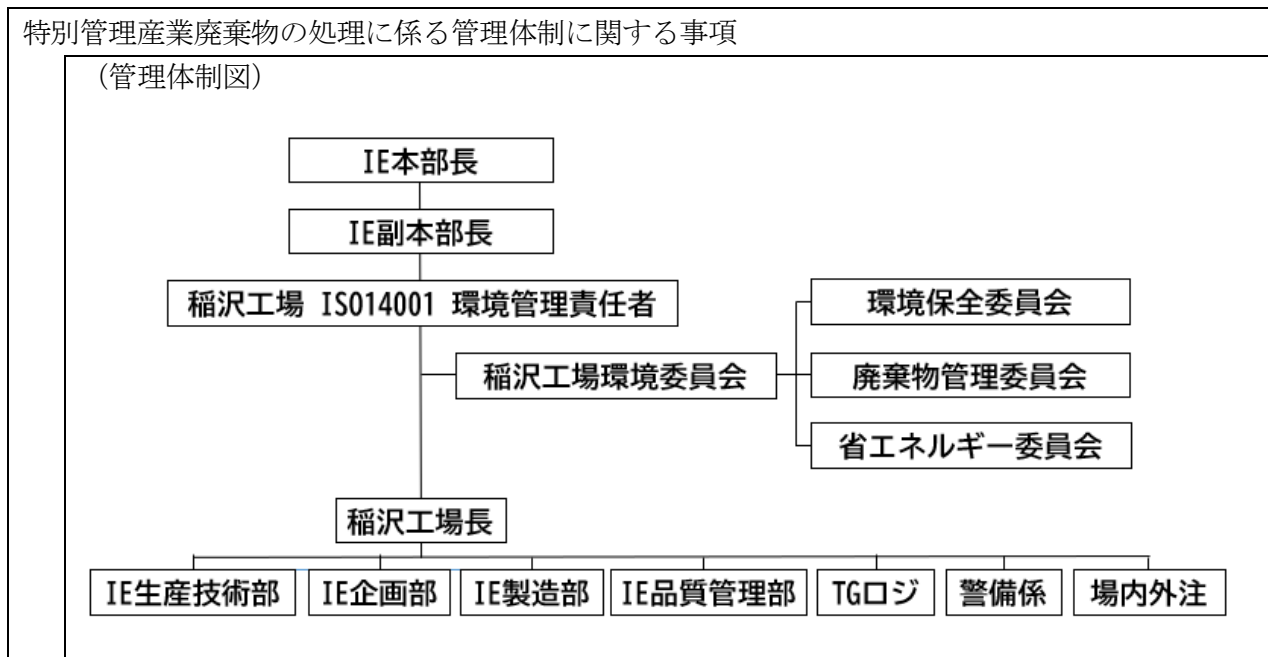 特別管理産業廃棄物の処理に係る管理体制に関する事項
（管理体制図）
IE本部長
IE副本部長
稲沢工場 ISO14001 環境管理責任者
環境保全委員会
稲沢工場環境委員会
廃棄物管理委員会
省エネルギー委員会
稲沢工場長
IE生産技術部 IE企画部 IE製造部 IE品質管理部 TGロジ 警備係 場内外注